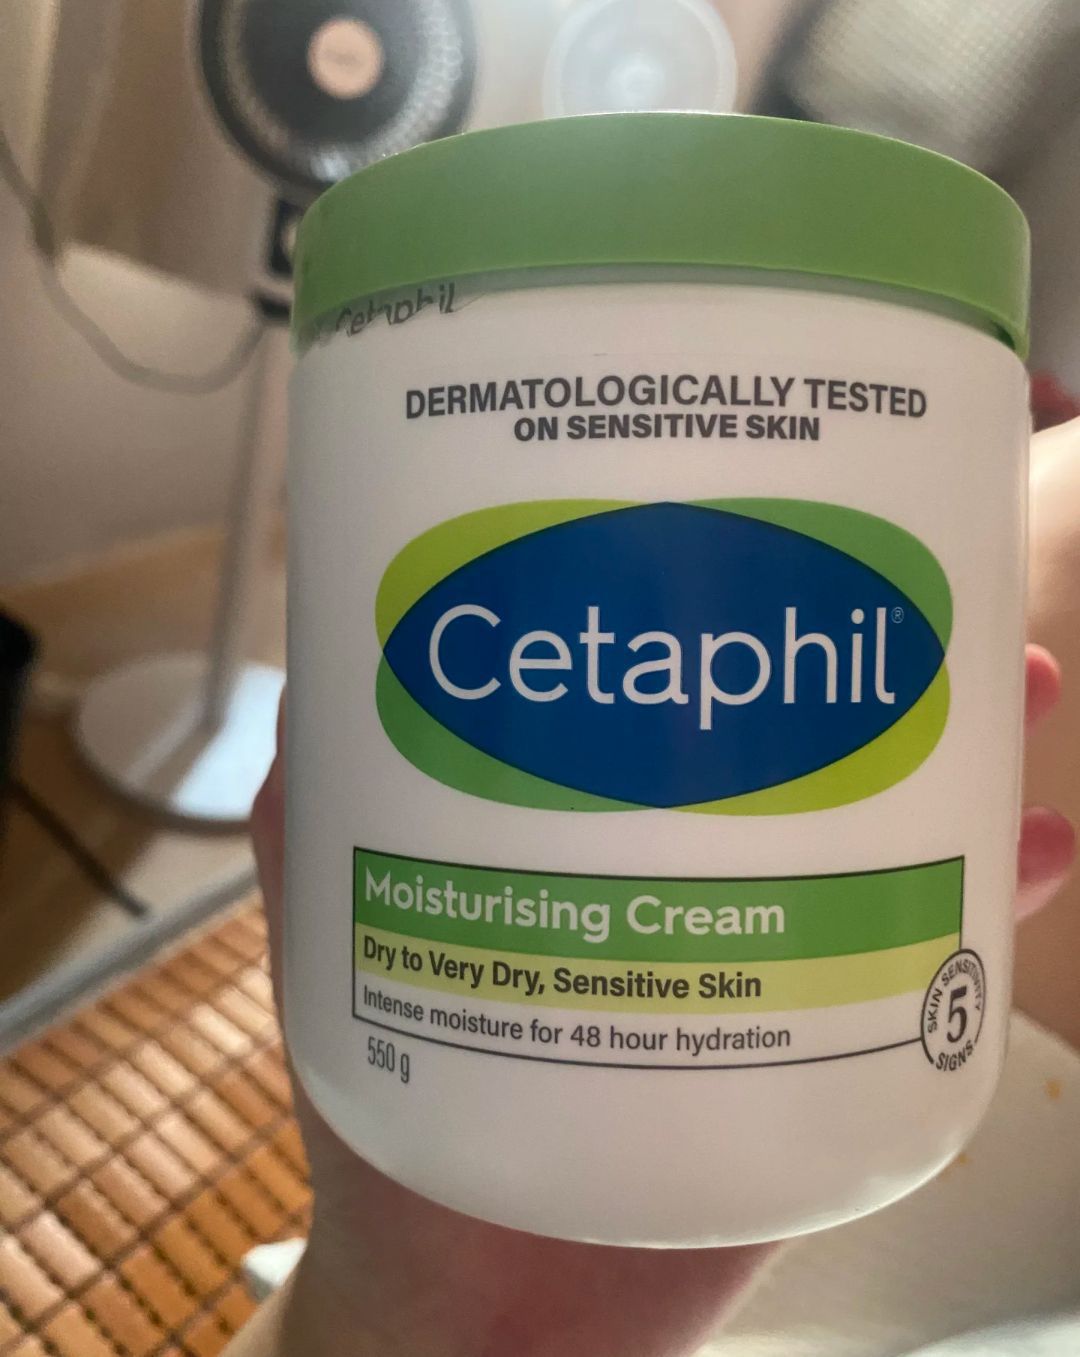 Cetaphil
DERMATOLOGICALLY TESTED
ON SENSITIVE SKIN
Cetaphil®
Moisturising Cream
Dry to Very Dry, Sensitive Skin
Intense moisture for 48 hour hydration
550 g
SKIN SENSITIVITY
5
SIGNS